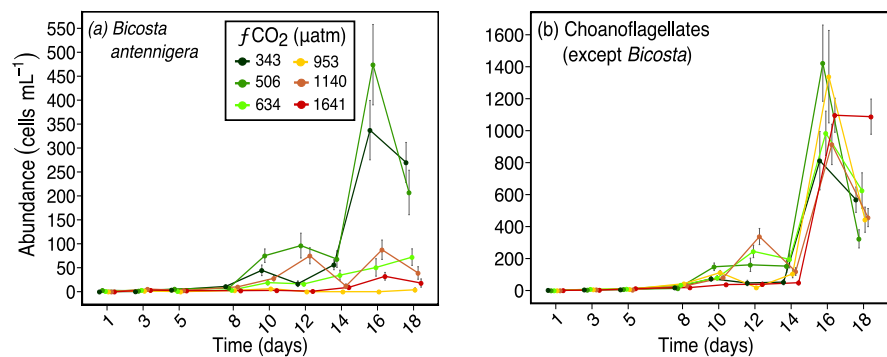 (a) Bicosta
antennigera
ƒCO₂ (µatm)
343 953
506 1140
634 1641
Abundance (cells mL⁻¹)
550
500
450
400
350
300
250
200
150
100
50
0
1 3 5 8 10 12 14 16 18
Time (days)
(b) Choanoflagellates
(except Bicosta)
1600
1400
1200
1000
800
600
400
200
0
1 3 5 8 10 12 14 16 18
Time (days)